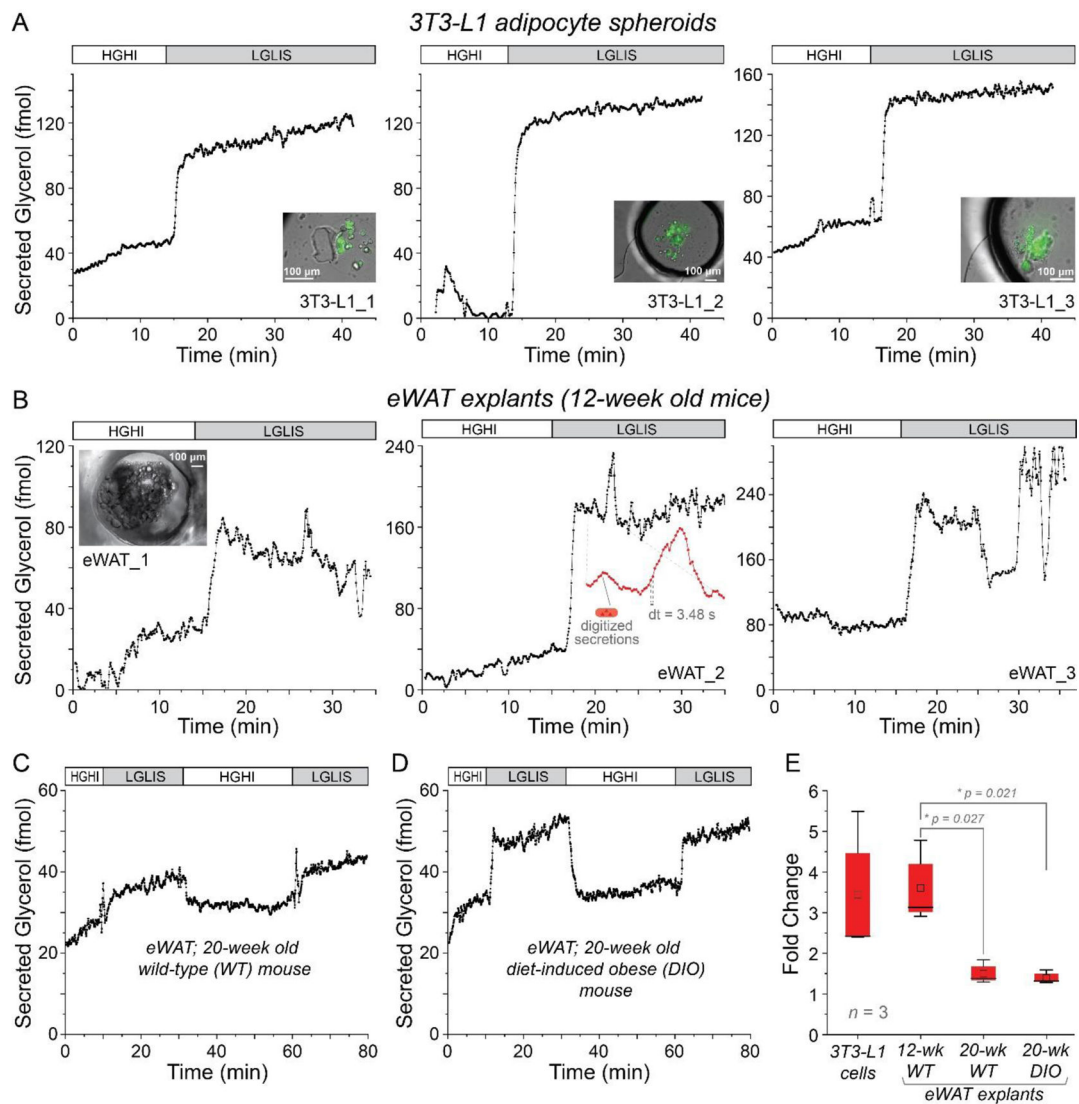 A
3T3-L1 adipocyte spheroids
HGHI LGLIS
HGHI LGLIS
HGHI LGLIS
Secreted Glycerol (fmol)
120
80
40
0
100 µm
3T3-L1_1
0 10 20 30 40
Time (min)
120
80
40
0
100 µm
3T3-L1_2
0 10 20 30 40
Time (min)
160
120
80
40
0
100 µm
3T3-L1_3
0 10 20 30 40
Time (min)
B
eWAT explants (12-week old mice)
HGHI LGLIS
HGHI LGLIS
HGHI LGLIS
Secreted Glycerol (fmol)
120
80
40
0
100 µm
eWAT_1
0 10 20 30
Time (min)
240
160
80
0
digitized
secretions
dt = 3.48 s
eWAT_2
0 10 20 30
Time (min)
240
160
80
0
eWAT_3
0 10 20 30
Time (min)
C
HGHI LGLIS HGHI LGLIS
Secreted Glycerol (fmol)
60
40
20
0
eWAT; 20-week old
wild-type (WT) mouse
0 20 40 60 80
Time (min)
D
HGHI LGLIS HGHI LGLIS
Secreted Glycerol (fmol)
60
40
20
0
eWAT; 20-week old
diet-induced obese (DIO)
mouse
0 20 40 60 80
Time (min)
E
Fold Change
6
5
4
3
2
1
0
* p = 0.021
* p = 0.027
n = 3
3T3-L1
cells
12-wk
WT
20-wk
WT
20-wk
DIO
eWAT explants